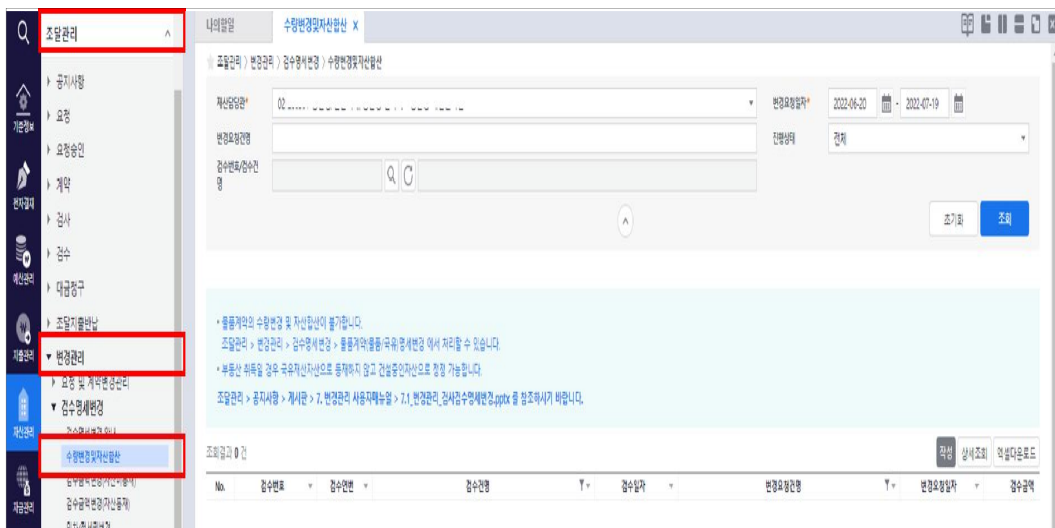 조달관리
나의할일
수량변경및자산합산 x
조달관리 > 변경관리 > 검수명세변경 > 수량변경및자산합산
공지사항
요청
요청승인
계약
검사
검수
대금청구
조달지출반납
변경관리
요청 및 계약변경관리
검수명세변경
수량변경및자산합산
검수금액변경(자산등재)
기준정보
전자결재
예산관리
지출관리
재산관리
자금관리
재산담당관*
02
변경요청일자*
2022-06-20 - 2022-07-19
변경요청건명
진행상태
전체
검수번호/검수건명
초기화
조회
* 물품계약의 수량변경 및 자산합산이 불가합니다.
조달관리 > 변경관리 > 검수명세변경 > 물품계약(물품/국유)명세변경 에서 처리할 수 있습니다.
* 부동산 취득일 경우 국유재산자산으로 등재하지 않고 건설중인자산으로 정정 가능합니다.
조달관리 > 공지사항 > 게시판 > 7. 변경관리 사용자매뉴얼 > 7.1_변경관리_검사검수명세변경.pptx 를 참조하시기 바랍니다.
조회결과 0 건
작성 상세조회 엑셀다운로드
No. 검수번호 검수연번 검수건명 검수일자 변경요청건명 변경요청일자 검수금액